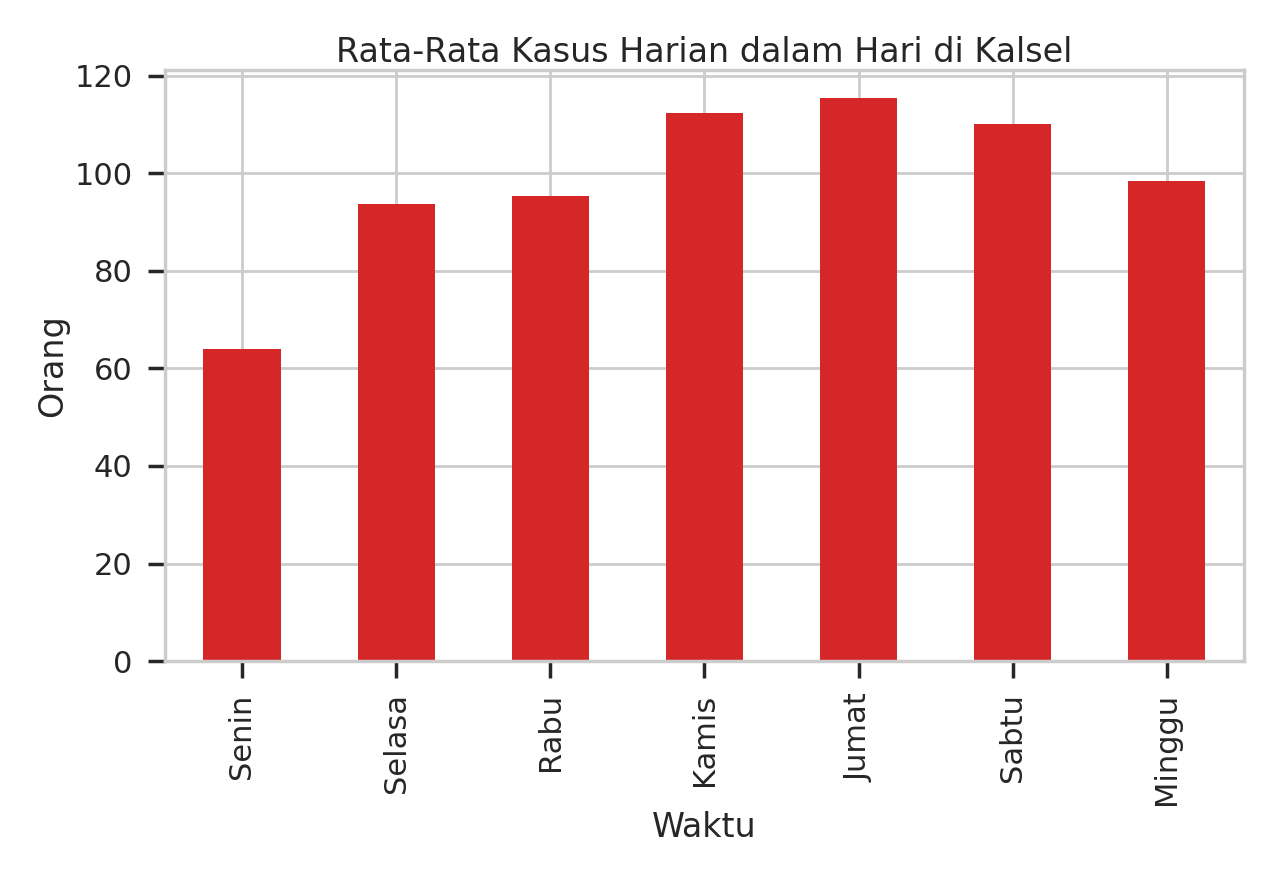 Rata-Rata Kasus Harian dalam Hari di Kalsel
120
100
80
60
40
20
0
Orang
Senin
Selasa
Rabu
Kamis
Jumat
Sabtu
Minggu
Waktu